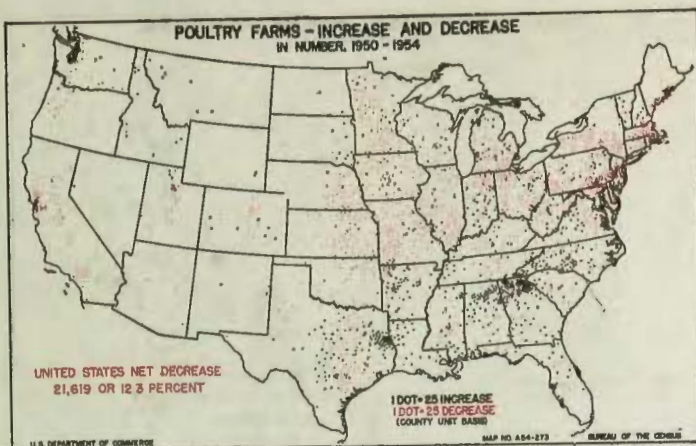 POULTRY FARMS - INCREASE AND DECREASE
IN NUMBER, 1950 - 1954
UNITED STATES NET DECREASE
21,619 OR 12 3 PERCENT
1 DOT=25 INCREASE
1 DOT=25 DECREASE
(COUNTY UNIT BASIS)
U.S. DEPARTMENT OF COMMERCE
MAP NO. A54-273
BUREAU OF THE CENSUS